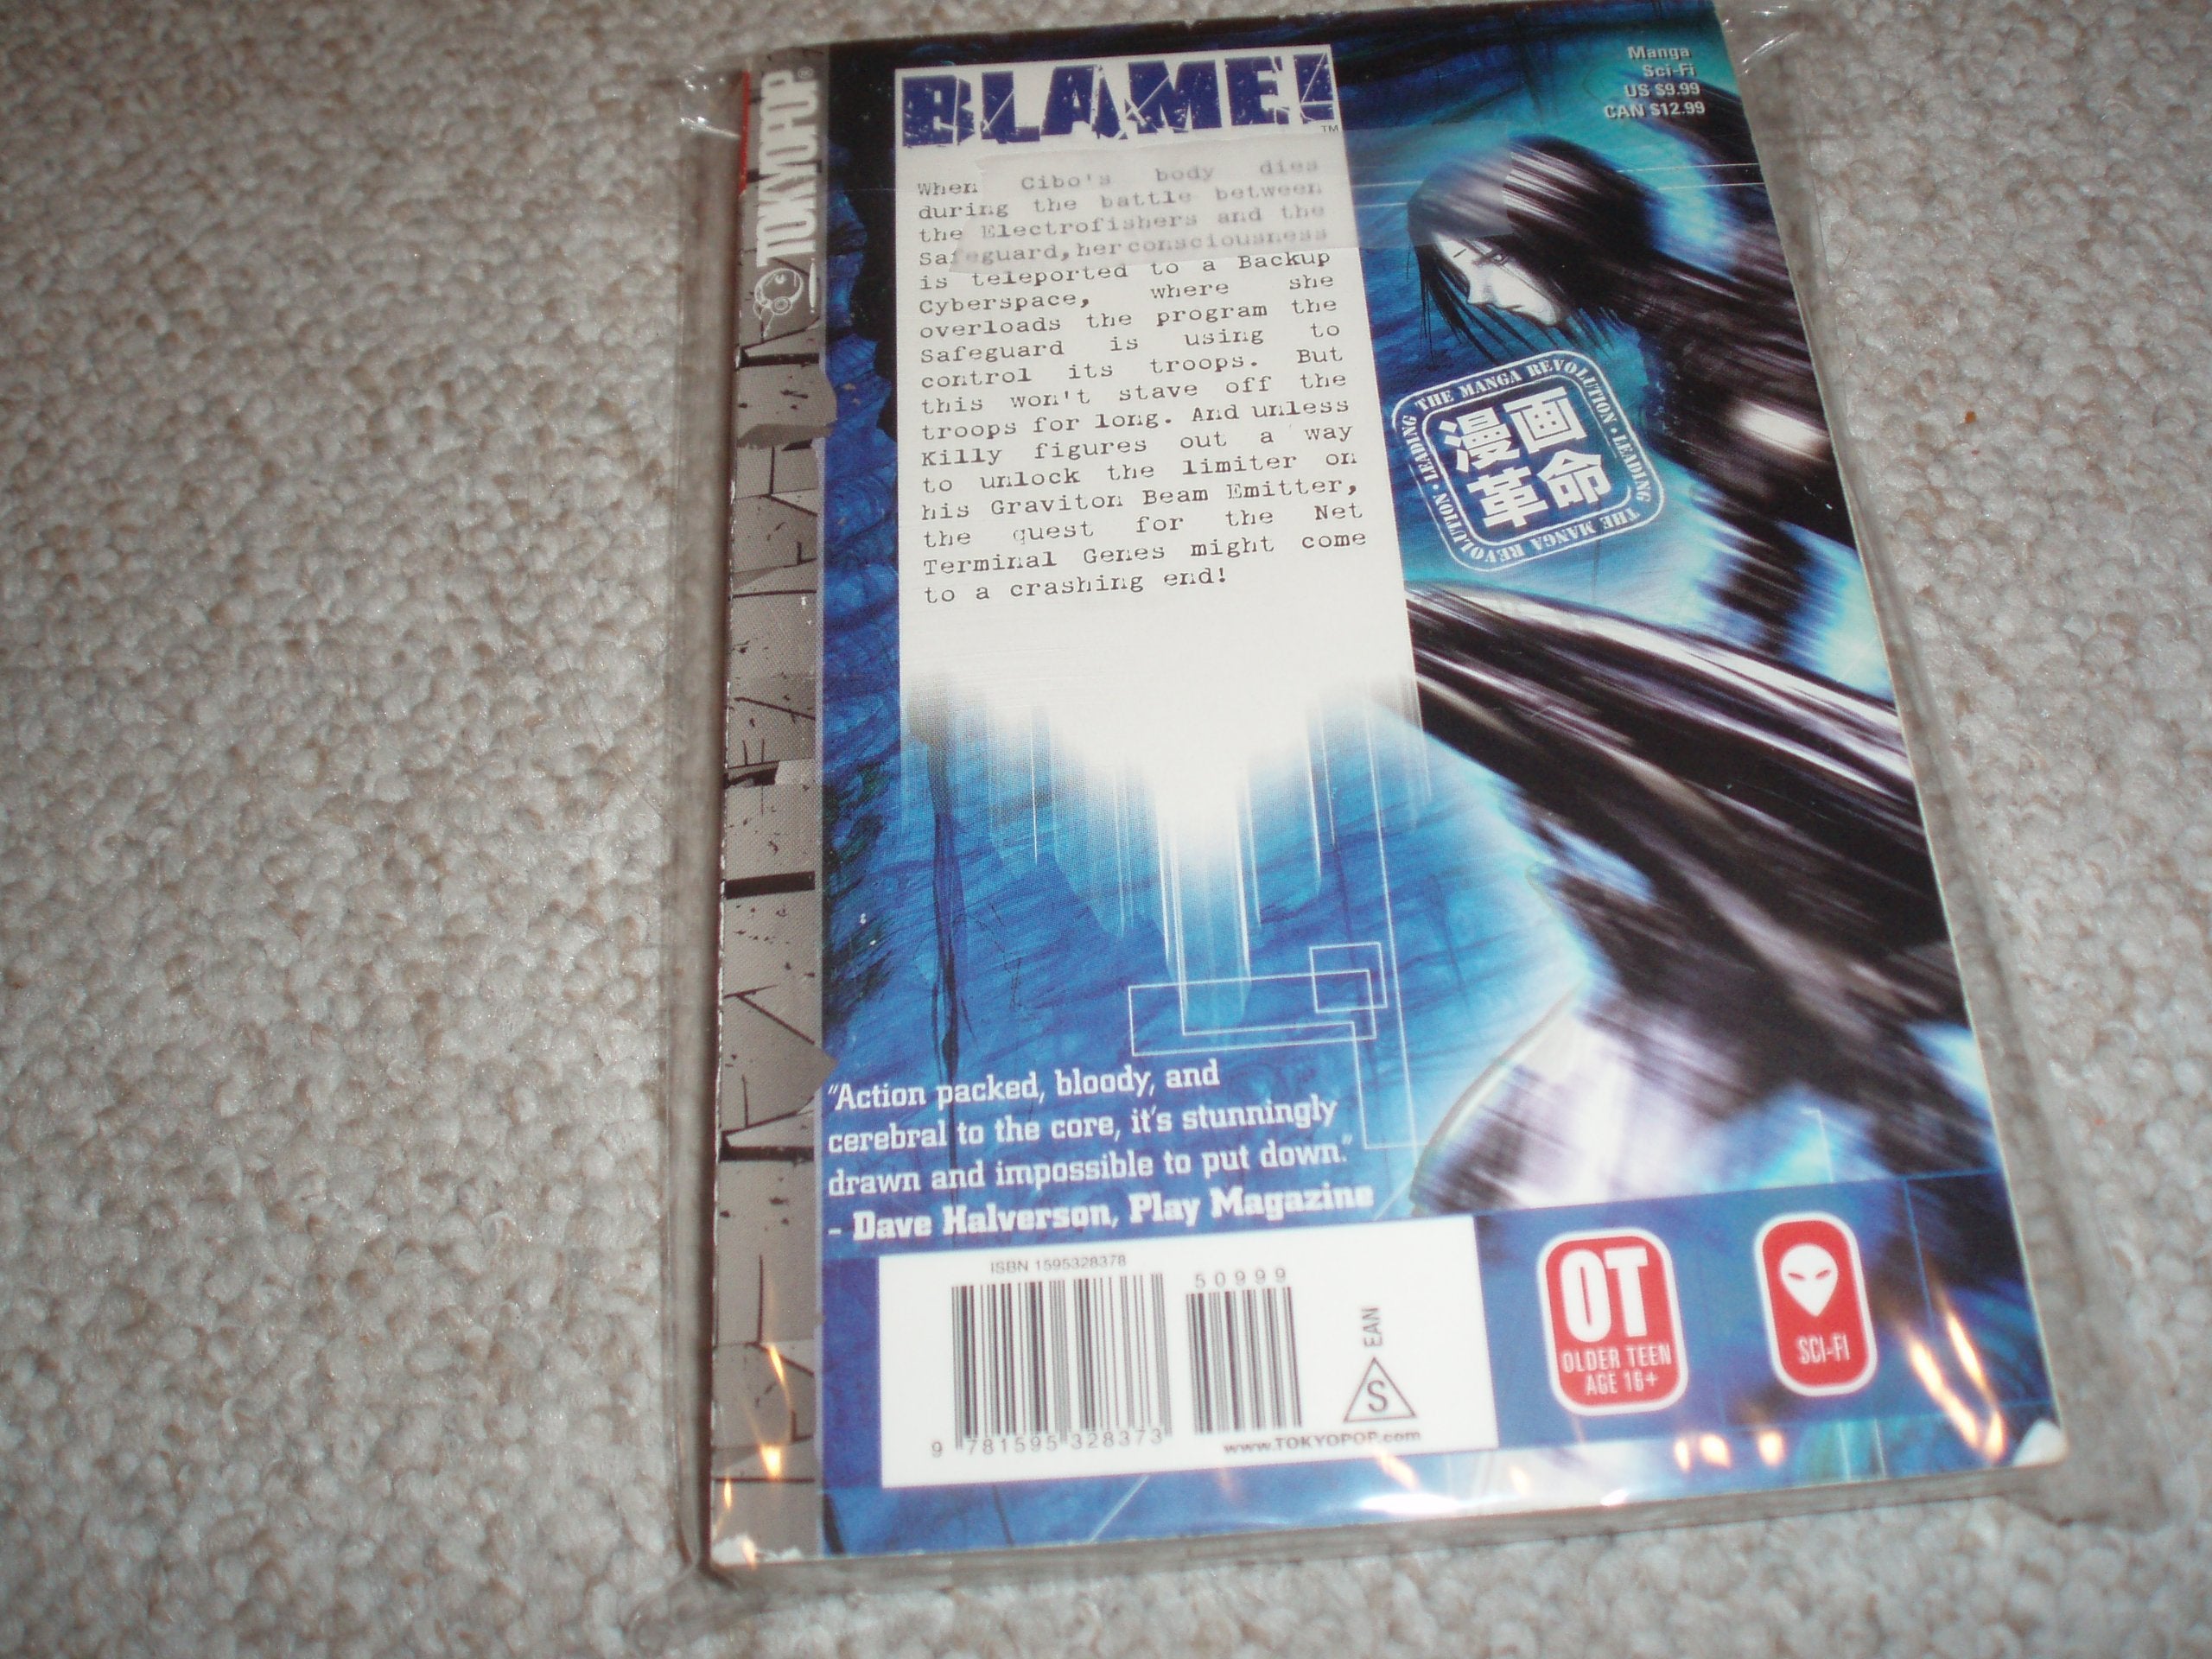 TOKYOPOP®
BLAME!
TM
Manga
Sci-Fi
US $9.99
CAN $12.99
When Cibo's body dies
during the battle between
the Electrofishers and the
Safeguard, her consciousness
is teleported to a Backup
Cyberspace, where she
overloads the program the
Safeguard is using to
control its troops. But
this won't stave off the
troops for long. And unless
Killy figures out a way
to unlock the limiter on
his Graviton Beam Emitter,
the quest for the Net
Terminal Genes might come
to a crashing end!
LEADING THE MANGA REVOLUTION · LEADING THE MANGA REVOLUTION ·
漫画
革命
"Action packed, bloody, and
cerebral to the core, it's stunningly
drawn and impossible to put down."
- Dave Halverson, Play Magazine
ISBN 1595328378
50999
9 781595 328373
EAN
S
www.TOKYOPOP.com
OT
OLDER TEEN
AGE 16+
SCI-FI